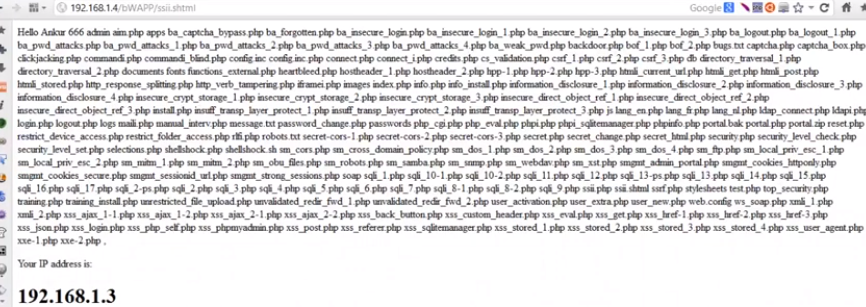 192.168.1.4/bWAPP/ssii.shtml
Google
Hello Ankur 666 admin aim.php apps ba_captcha_bypass.php ba_forgotten.php ba_insecure_login.php ba_insecure_login_1.php ba_insecure_login_2.php ba_insecure_login_3.php ba_logout.php ba_logout_1.php
ba_pwd_attacks.php ba_pwd_attacks_1.php ba_pwd_attacks_2.php ba_pwd_attacks_3.php ba_pwd_attacks_4.php ba_weak_pwd.php backdoor.php bof_1.php bof_2.php bugs.txt captcha.php captcha_box.php
clickjacking.php commandi.php commandi_blind.php config.inc config.inc.php connect.php connect_i.php credits.php cs_validation.php csrf_1.php csrf_2.php csrf_3.php db directory_traversal_1.php
directory_traversal_2.php documents fonts functions_external.php heartbleed.php hostheader_1.php hostheader_2.php hpp-1.php hpp-2.php hpp-3.php htmli_current_url.php htmli_get.php htmli_post.php
htmli_stored.php http_response_splitting.php http_verb_tampering.php iframei.php images index.php info.php info_install.php information_disclosure_1.php information_disclosure_2.php information_disclosure_3.php
information_disclosure_4.php insecure_crypt_storage_1.php insecure_crypt_storage_2.php insecure_crypt_storage_3.php insecure_direct_object_ref_1.php insecure_direct_object_ref_2.php
insecure_direct_object_ref_3.php install.php insuff_transp_layer_protect_1.php insuff_transp_layer_protect_2.php insuff_transp_layer_protect_3.php js lang_en.php lang_fr.php lang_nl.php ldap_connect.php ldapi.php
login.php logout.php logs maili.php manual_interv.php message.txt password_change.php passwords php_cgi.php php_eval.php phpi.php phpi_sqlitemanager.php phpinfo.php portal.bak portal.php portal.zip reset.php
restrict_device_access.php restrict_folder_access.php rlfi.php robots.txt secret-cors-1.php secret-cors-2.php secret-cors-3.php secret.php secret_change.php secret_html.php security.php security_level_check.php
security_level_set.php selections.php shellshock.php shellshock.sh sm_cors.php sm_cross_domain_policy.php sm_dos_1.php sm_dos_2.php sm_dos_3.php sm_dos_4.php sm_ftp.php sm_local_priv_esc_1.php
sm_local_priv_esc_2.php sm_mitm_1.php sm_mitm_2.php sm_obu_files.php sm_robots.php sm_samba.php sm_snmp.php sm_webdav.php sm_xst.php smgmt_admin_portal.php smgmt_cookies_httponly.php
smgmt_cookies_secure.php smgmt_sessionid_url.php smgmt_strong_sessions.php soap sqli_1.php sqli_10-1.php sqli_10-2.php sqli_11.php sqli_12.php sqli_13-ps.php sqli_13.php sqli_14.php sqli_15.php
sqli_16.php sqli_17.php sqli_2-ps.php sqli_2.php sqli_3.php sqli_4.php sqli_5.php sqli_6.php sqli_7.php sqli_8-1.php sqli_8-2.php sqli_9.php ssii.php ssii.shtml ssrf.php stylesheets test.php top_security.php
training.php training_install.php unrestricted_file_upload.php unvalidated_redir_fwd_1.php unvalidated_redir_fwd_2.php user_activation.php user_extra.php user_new.php web.config ws_soap.php xmli_1.php
xmli_2.php xss_ajax_1-1.php xss_ajax_1-2.php xss_ajax_2-1.php xss_ajax_2-2.php xss_back_button.php xss_custom_header.php xss_eval.php xss_get.php xss_href-1.php xss_href-2.php xss_href-3.php
xss_json.php xss_login.php xss_php_self.php xss_phpmyadmin.php xss_post.php xss_referer.php xss_sqlitemanager.php xss_stored_1.php xss_stored_2.php xss_stored_3.php xss_stored_4.php xss_user_agent.php
xxe-1.php xxe-2.php ,
Your IP address is:
192.168.1.3